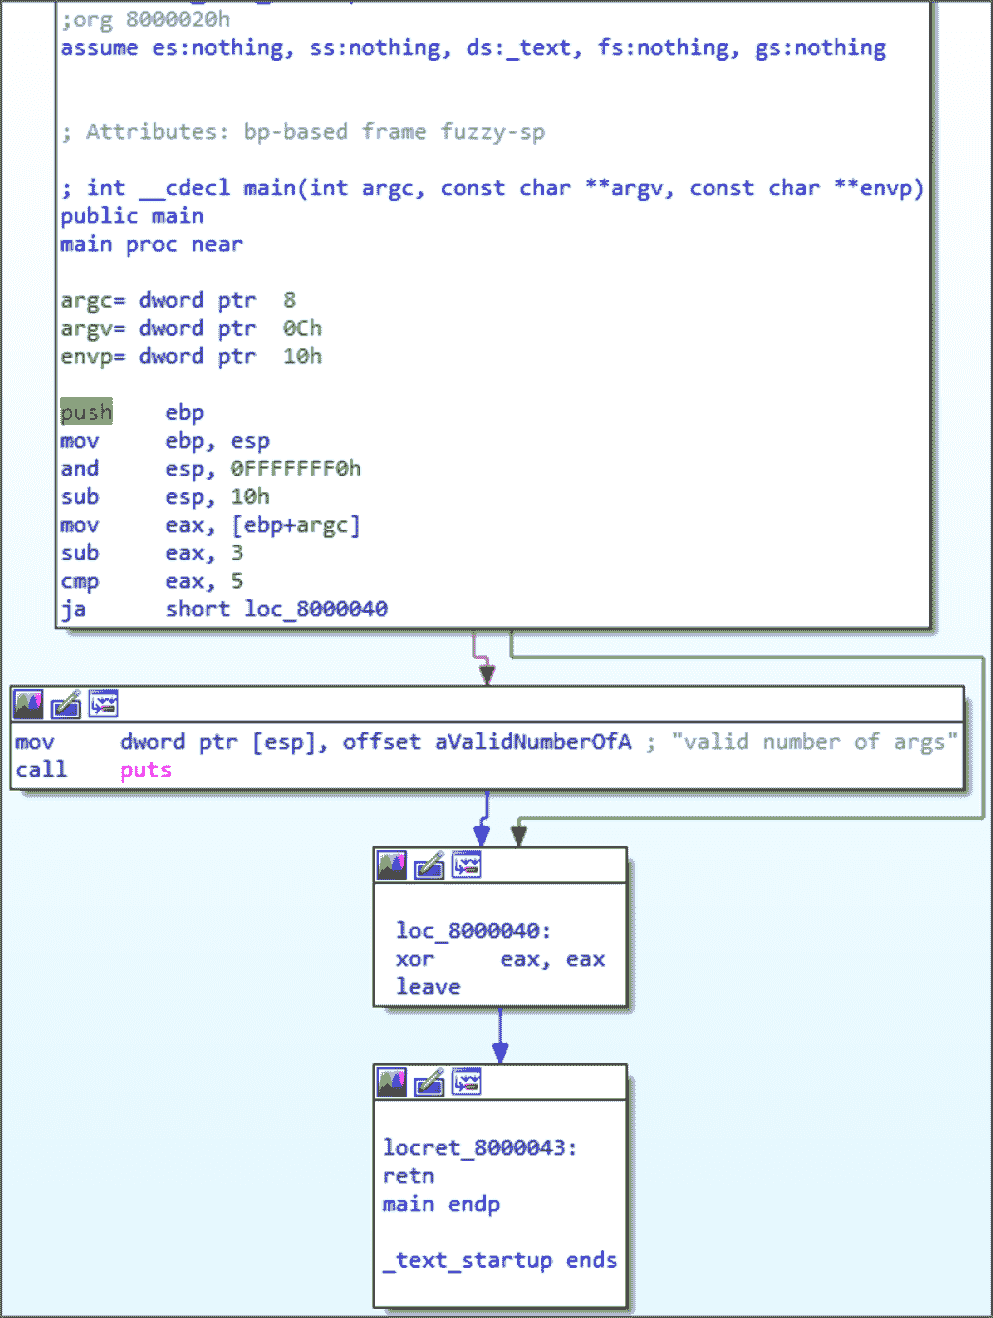 ;org 8000020h
assume es:nothing, ss:nothing, ds:_text, fs:nothing, gs:nothing
; Attributes: bp-based frame fuzzy-sp
; int __cdecl main(int argc, const char **argv, const char **envp)
public main
main proc near
argc= dword ptr  8
argv= dword ptr  0Ch
envp= dword ptr  10h
push    ebp
mov     ebp, esp
and     esp, 0FFFFFFF0h
sub     esp, 10h
mov     eax, [ebp+argc]
sub     eax, 3
cmp     eax, 5
ja      short loc_8000040
mov     dword ptr [esp], offset aValidNumberOfA ; "valid number of args"
call    puts
loc_8000040:
xor     eax, eax
leave
locret_8000043:
retn
main endp
_text_startup ends